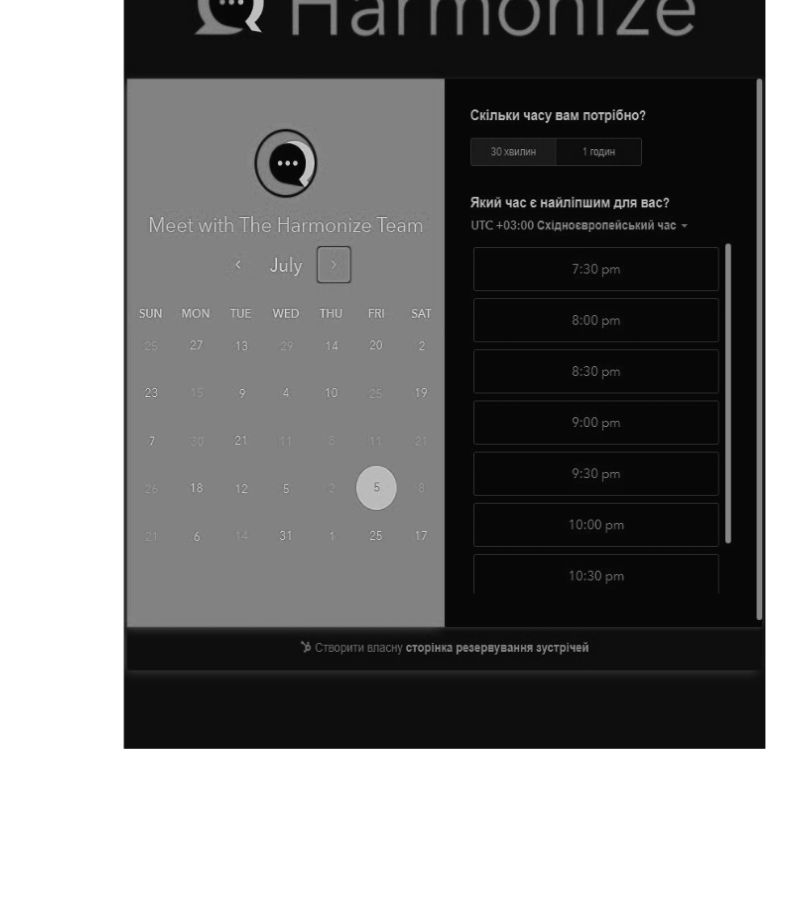 Harmonize
Meet with The Harmonize Team
‹ July ›
SUN MON TUE WED THU FRI SAT
25 27 13 29 14 20 2
23 15 9 4 10 25 19
7 30 21 11 8 11 21
26 18 12 5 2 5 8
21 6 14 31 1 25 17
Скільки часу вам потрібно?
30 хвилин 1 годин
Який час є найліпшим для вас?
UTC +03:00 Східноєвропейський час
7:30 pm
8:00 pm
8:30 pm
9:00 pm
9:30 pm
10:00 pm
10:30 pm
Створити власну сторінка резервування зустрічей